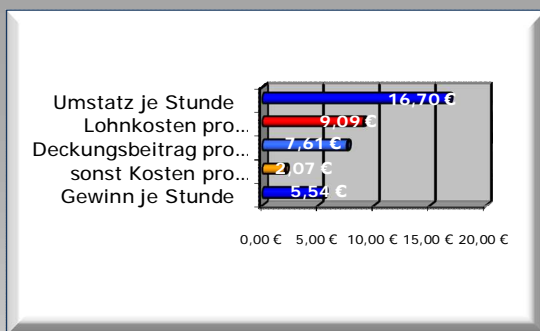 Umstatz je Stunde
16,70 €
Lohnkosten pro...
9,09 €
Deckungsbeitrag pro...
7,61 €
sonst Kosten pro...
2,07 €
Gewinn je Stunde
5,54 €
0,00 € 5,00 € 10,00 € 15,00 € 20,00 €